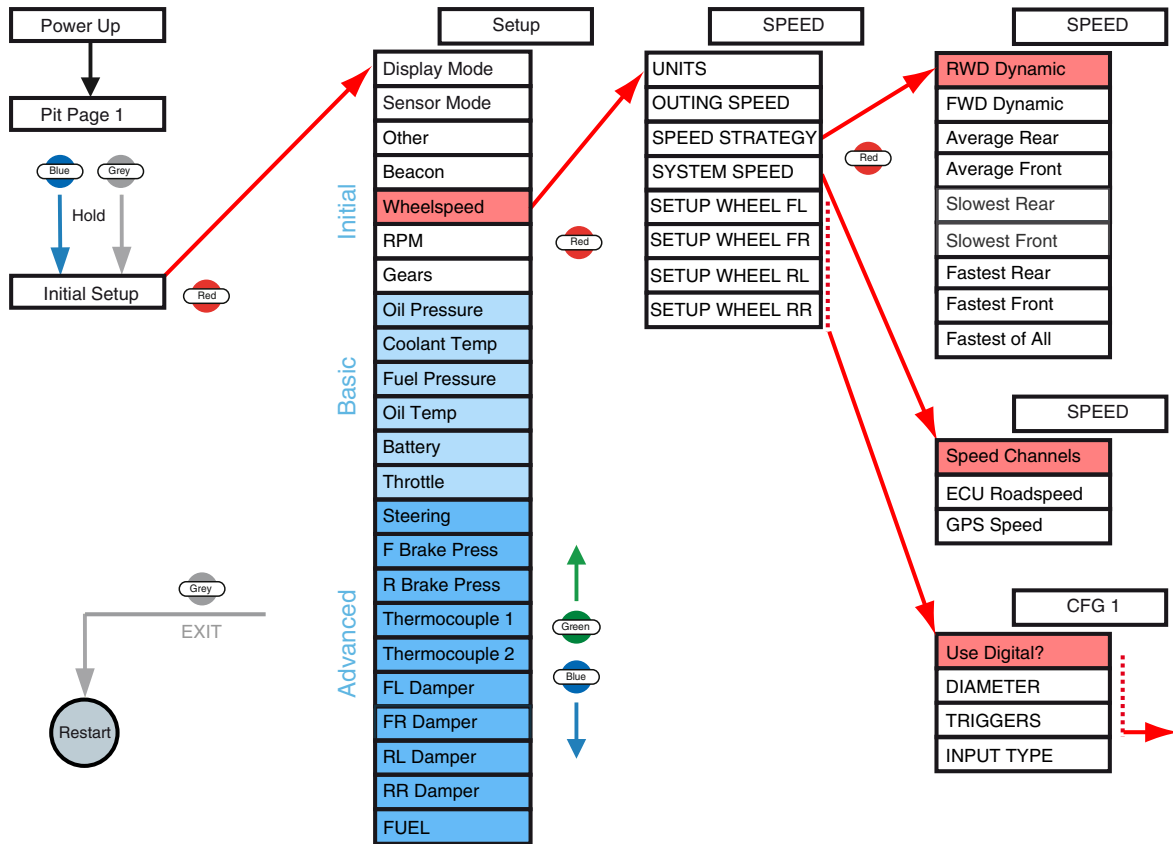 Power Up
Pit Page 1
Blue
Grey
Hold
Initial Setup
Red
Grey
EXIT
Restart
Setup
Initial
Basic
Advanced
Display Mode
Sensor Mode
Other
Beacon
Wheelspeed
RPM
Gears
Oil Pressure
Coolant Temp
Fuel Pressure
Oil Temp
Battery
Throttle
Steering
F Brake Press
R Brake Press
Thermocouple 1
Thermocouple 2
FL Damper
FR Damper
RL Damper
RR Damper
FUEL
Red
Green
Blue
SPEED
UNITS
OUTING SPEED
SPEED STRATEGY
SYSTEM SPEED
SETUP WHEEL FL
SETUP WHEEL FR
SETUP WHEEL RL
SETUP WHEEL RR
Red
SPEED
RWD Dynamic
FWD Dynamic
Average Rear
Average Front
Slowest Rear
Slowest Front
Fastest Rear
Fastest Front
Fastest of All
SPEED
Speed Channels
ECU Roadspeed
GPS Speed
CFG 1
Use Digital?
DIAMETER
TRIGGERS
INPUT TYPE